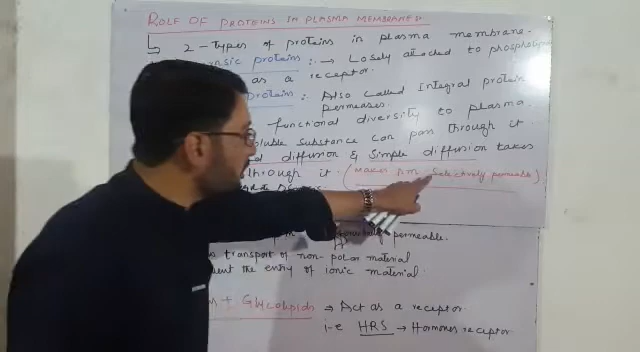 ROLE OF PROTEINS IN PLASMA MEMBRANE:
2-Types of proteins in plasma membrane.
proteins :- → Losely attached to
as a receptor.
proteins :- Also called Integral protein
permeases.
functional diversity to plasma
Substance can pass through it
diffusion & Simple diffusion takes
through it. (Makes P.M. Selectively permeable)
permeable.
transport of non-polar material
the entry of ionic material.
+ Glycolipids → Act as a receptor.
i-e HRS → Hormones receptor